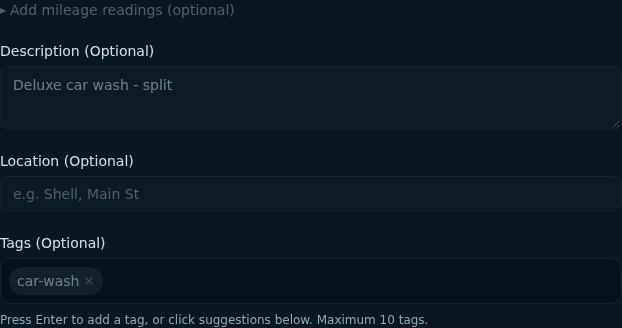 ▸ Add mileage readings (optional)
Description (Optional)
Deluxe car wash - split
Location (Optional)
e.g. Shell, Main St
Tags (Optional)
car-wash ×
Press Enter to add a tag, or click suggestions below. Maximum 10 tags.